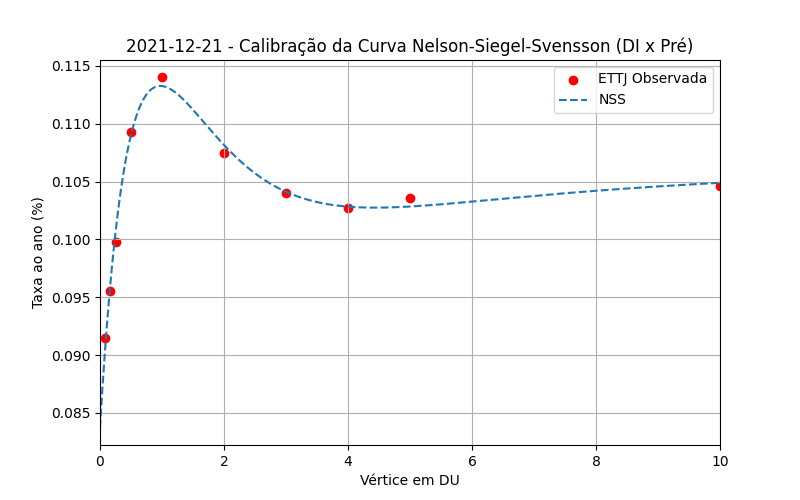 2021-12-21 - Calibração da Curva Nelson-Siegel-Svensson (DI x Pré)
ETTJ Observada
NSS
Taxa ao ano (%)
0.115
0.110
0.105
0.100
0.095
0.090
0.085
0 2 4 6 8 10
Vértice em DU